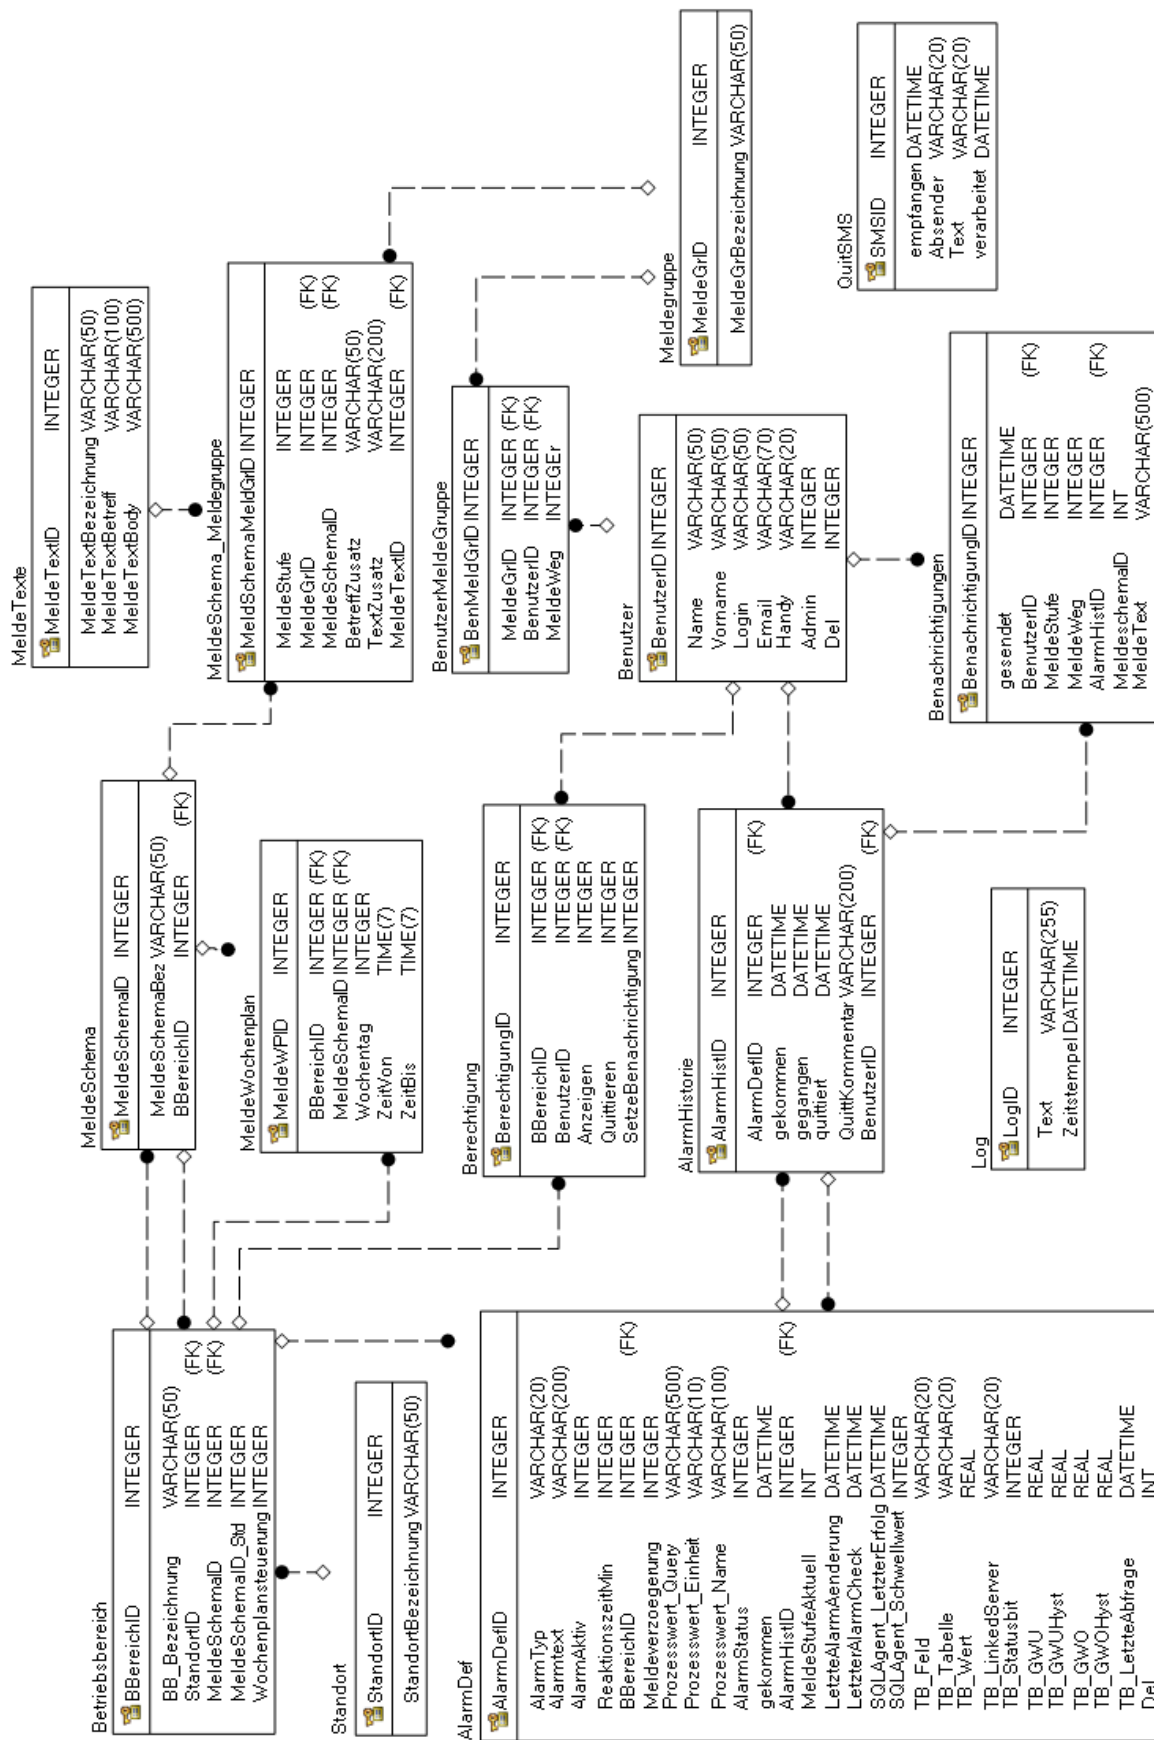 Betriebsbereich
BBereichID INTEGER
BB_Bezeichnung VARCHAR(50)
StandortID INTEGER (FK)
MeldeSchemaID INTEGER (FK)
MeldeSchemaID_Std INTEGER
Wochenplansteuerung INTEGER
MeldeSchema
MeldeSchemaID INTEGER
MeldeSchemaBez VARCHAR(50)
BBereichID INTEGER (FK)
MeldeTexte
MeldeTextID INTEGER
MeldeTextBezeichnung VARCHAR(50)
MeldeTextBetreff VARCHAR(100)
MeldeTextBody VARCHAR(500)
MeldeSchema_Meldegruppe
MeldSchemaMeldGrID INTEGER
MeldeStufe INTEGER
MeldeGrID INTEGER (FK)
MeldeSchemaID INTEGER (FK)
BetreffZusatz VARCHAR(50)
TextZusatz VARCHAR(200)
MeldeTextID INTEGER (FK)
MeldeWochenplan
MeldeWPID INTEGER
BBereichID INTEGER (FK)
MeldeSchemaID INTEGER (FK)
Wochentag INTEGER
ZeitVon TIME(7)
ZeitBis TIME(7)
Standort
StandortID INTEGER
StandortBezeichnung VARCHAR(50)
BenutzerMeldeGruppe
BenMeldGrID INTEGER
MeldeGrID INTEGER (FK)
BenutzerID INTEGER (FK)
MeldeWeg INTEGEr
Meldegruppe
MeldeGrID INTEGER
MeldeGrBezeichnung VARCHAR(50)
Berechtigung
BerechtigungID INTEGER
BBereichID INTEGER (FK)
BenutzerID INTEGER (FK)
Anzeigen INTEGER
Quittieren INTEGER
SetzeBenachrichtigung INTEGER
Benutzer
BenutzerID INTEGER
Name VARCHAR(50)
Vorname VARCHAR(50)
Login VARCHAR(50)
Email VARCHAR(70)
Handy VARCHAR(20)
Admin INTEGER
Del INTEGER
AlarmDef
AlarmDefID INTEGER
AlarmTyp VARCHAR(20)
Alarmtext VARCHAR(200)
AlarmAktiv INTEGER
ReaktionszeitMin INTEGER
BBereichID INTEGER (FK)
Meldeverzoegerung INTEGER
Prozesswert_Query VARCHAR(500)
Prozesswert_Einheit VARCHAR(10)
Prozesswert_Name VARCHAR(100)
AlarmStatus INTEGER
gekommen DATETIME
AlarmHistID INTEGER (FK)
MeldeStufeAktuell INT
LetzteAlarmAenderung DATETIME
LetzterAlarmCheck DATETIME
SQLAgent_LetzterErfolg DATETIME
SQLAgent_Schwellwert INTEGER
TB_Feld VARCHAR(20)
TB_Tabelle VARCHAR(20)
TB_Wert REAL
TB_LinkedServer VARCHAR(20)
TB_Statusbit INTEGER
TB_GWU REAL
TB_GWUHyst REAL
TB_GWO REAL
TB_GWOHyst REAL
TB_LetzteAbfrage DATETIME
Del INT
AlarmHistorie
AlarmHistID INTEGER
AlarmDefID INTEGER (FK)
gekommen DATETIME
gegangen DATETIME
quittiert DATETIME
QuittKommentar VARCHAR(200)
BenutzerID INTEGER (FK)
QuitSMS
SMSID INTEGER
empfangen DATETIME
Absender VARCHAR(20)
Text VARCHAR(20)
verarbeitet DATETIME
Benachrichtigungen
BenachrichtigungID INTEGER
gesendet DATETIME
BenutzerID INTEGER (FK)
MeldeStufe INTEGER
MeldeWeg INTEGER
AlarmHistID INTEGER (FK)
MeldeschemaID INT
MeldeText VARCHAR(500)
Log
LogID INTEGER
Text VARCHAR(255)
Zeitstempel DATETIME